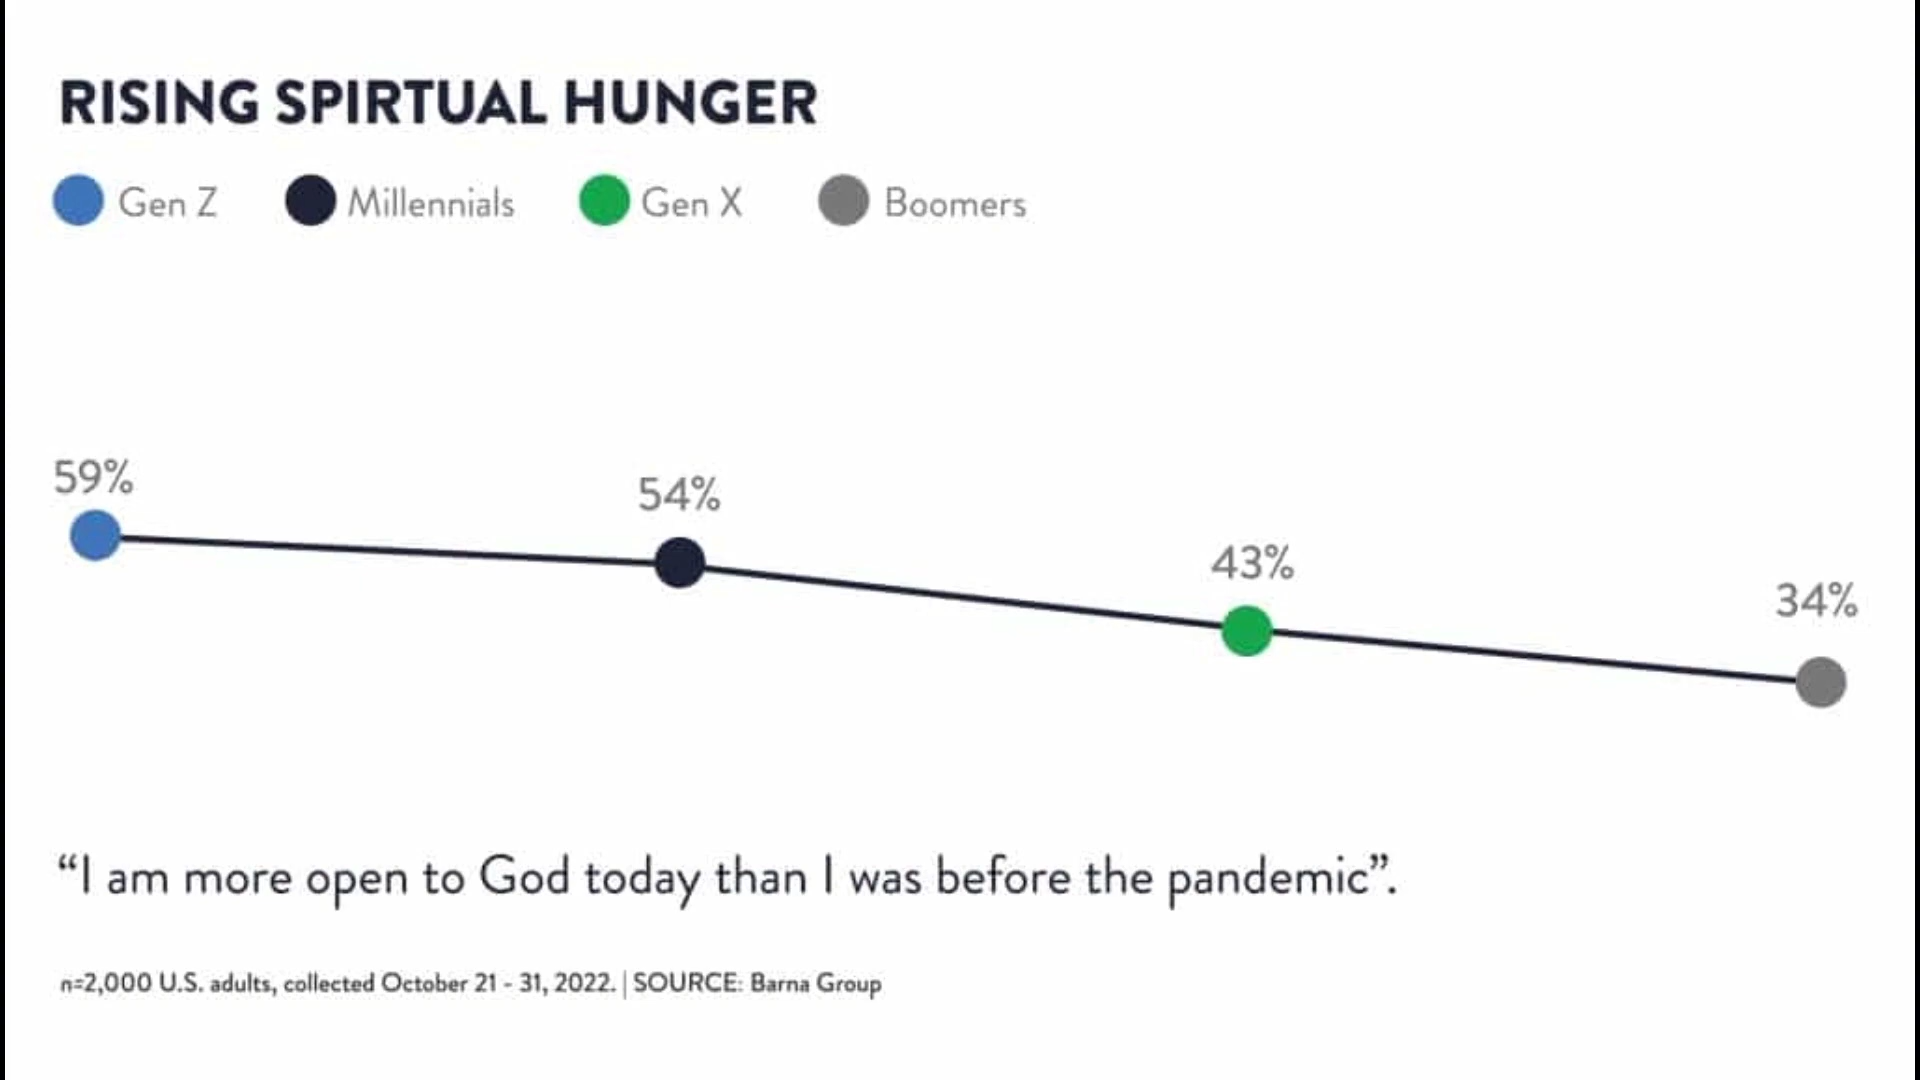 RISING SPIRTUAL HUNGER
Gen Z Millennials Gen X Boomers
59%
54%
43%
34%
“I am more open to God today than I was before the pandemic”.
n=2,000 U.S. adults, collected October 21 - 31, 2022. | SOURCE: Barna Group